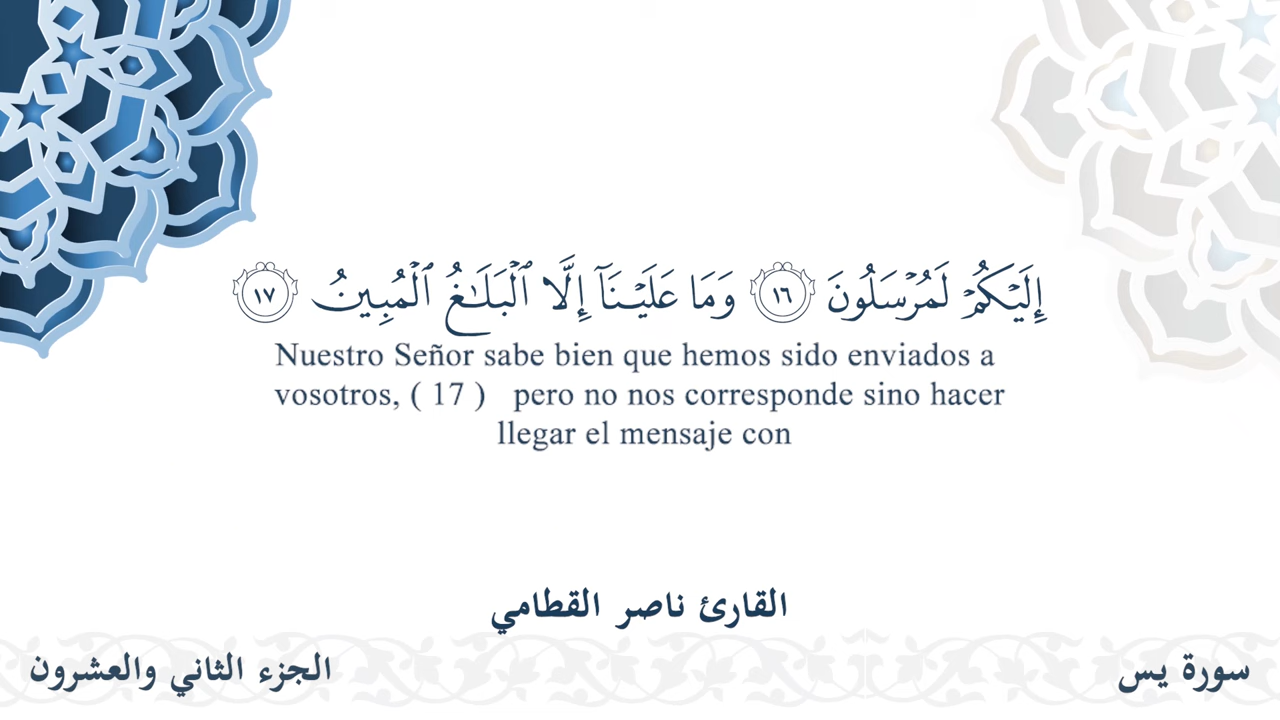 إِلَيۡكُمۡ لَمُرۡسَلُونَ ١٦ وَمَا عَلَيۡنَآ إِلَّا ٱلۡبَلَٰغُ ٱلۡمُبِينُ ١٧
Nuestro Señor sabe bien que hemos sido enviados a
vosotros, ( 17 ) pero no nos corresponde sino hacer
llegar el mensaje con
القارئ ناصر القطامي
سورة يس
الجزء الثاني والعشرون